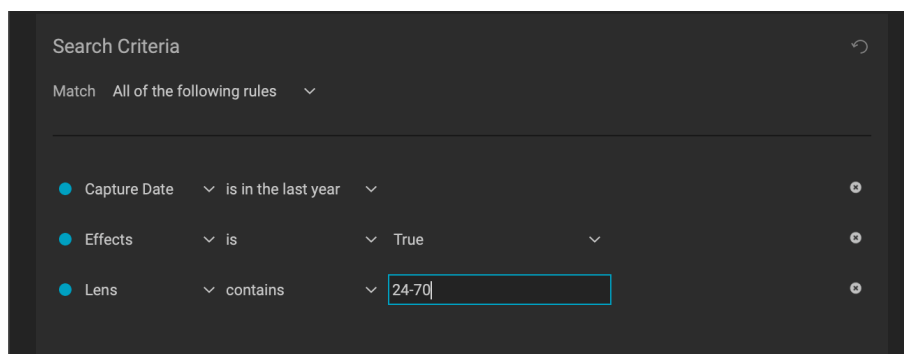 Search Criteria
Match All of the following rules
Capture Date is in the last year
Effects is True
Lens contains 24-70